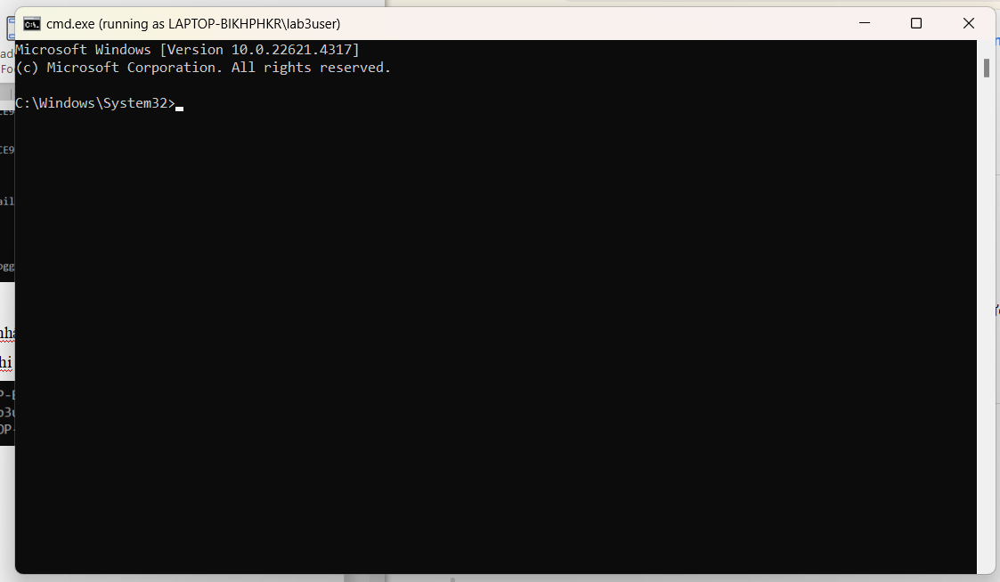 cmd.exe (running as LAPTOP-BIKHPHKR\lab3user)
Microsoft Windows [Version 10.0.22621.4317]
(c) Microsoft Corporation. All rights reserved.
C:\Windows\System32>
hi